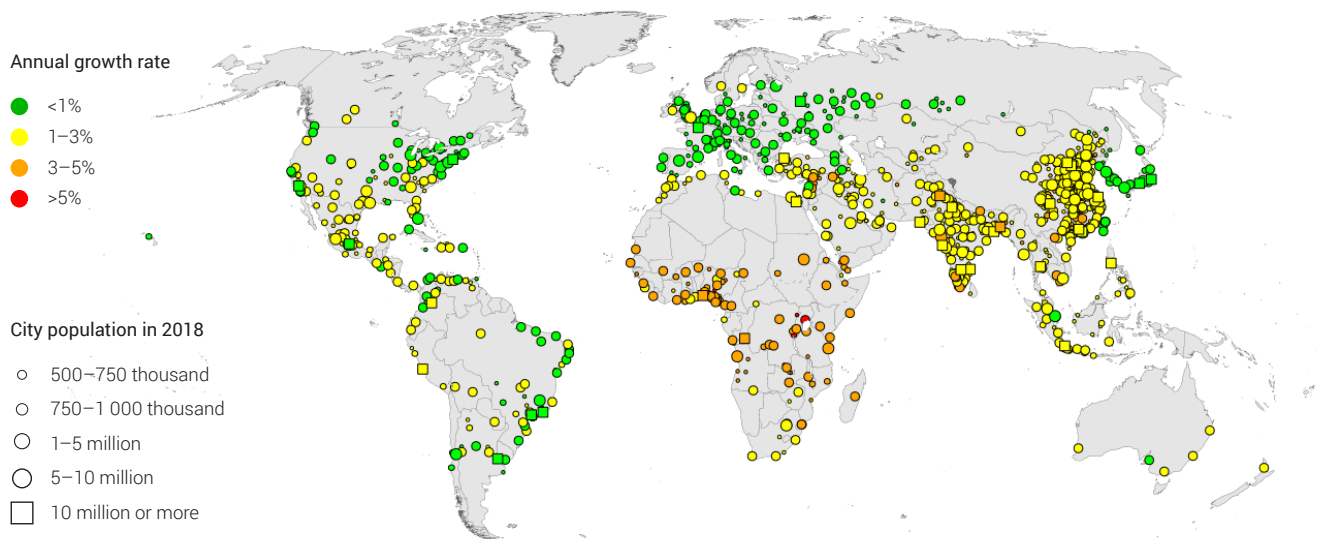 Annual growth rate
<1%
1–3%
3–5%
>5%
City population in 2018
500–750 thousand
750–1 000 thousand
1–5 million
5–10 million
10 million or more